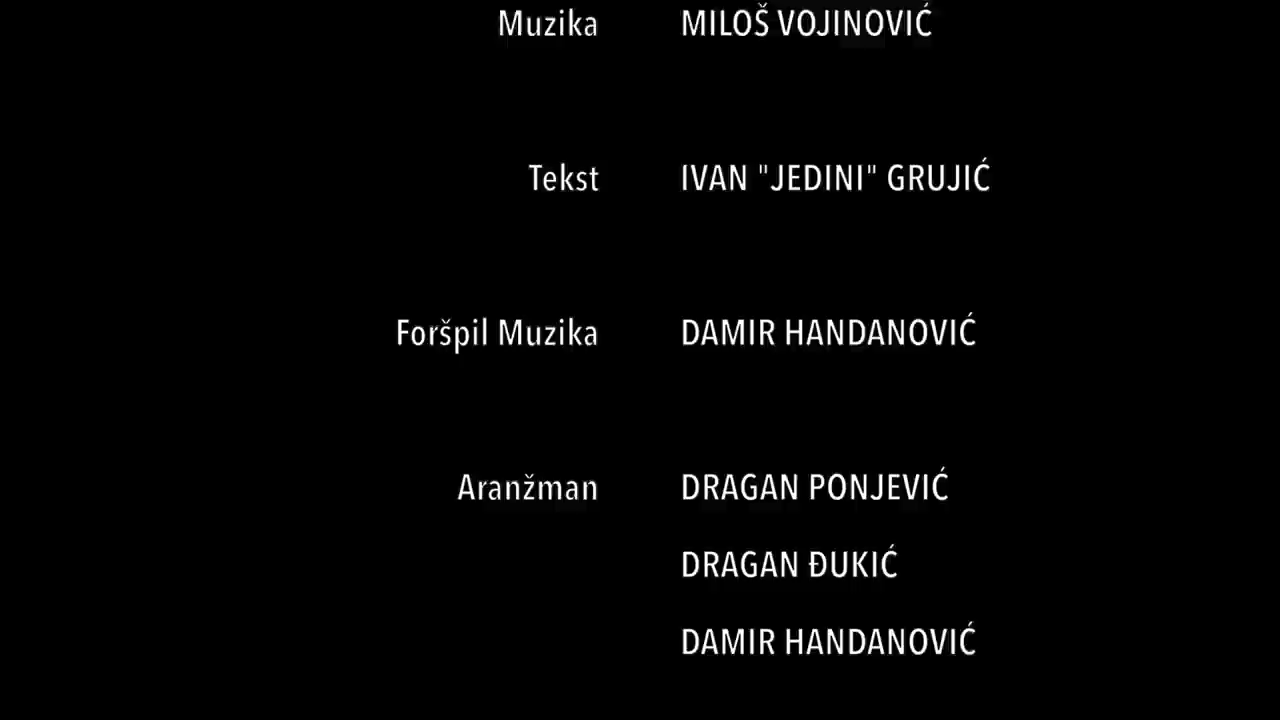 Muzika MILOŠ VOJINOVIĆ
Tekst IVAN "JEDINI" GRUJIĆ
Foršpil Muzika DAMIR HANDANOVIĆ
Aranžman DRAGAN PONJEVIĆ
DRAGAN ĐUKIĆ
DAMIR HANDANOVIĆ